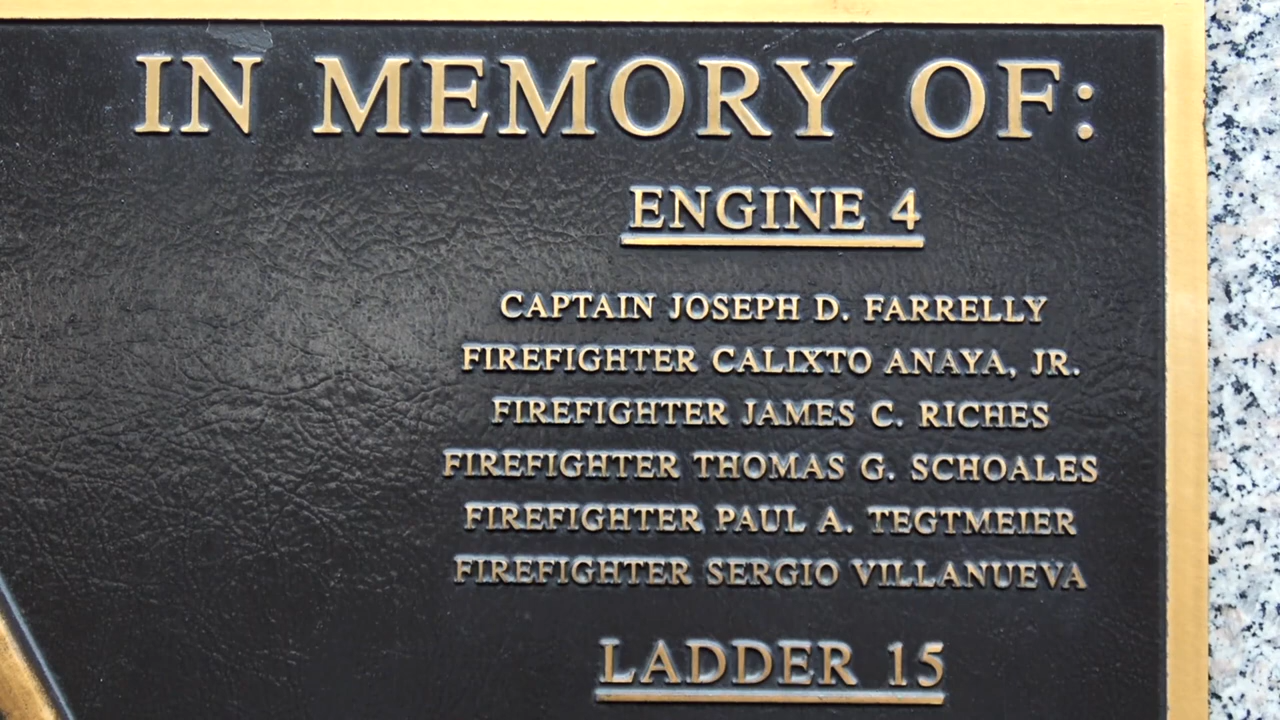 IN MEMORY OF:
ENGINE 4
CAPTAIN JOSEPH D. FARRELLY
FIREFIGHTER CALIXTO ANAYA, JR.
FIREFIGHTER JAMES C. RICHES
FIREFIGHTER THOMAS G. SCHOALES
FIREFIGHTER PAUL A. TEGTMEIER
FIREFIGHTER SERGIO VILLANUEVA
LADDER 15